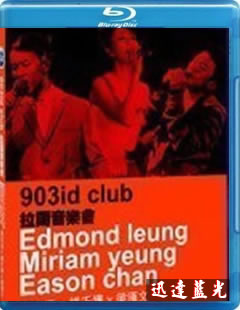 Blu-ray Disc
903id club
拉闊音樂會
Edmond leung
Miriam yeung
Eason chan
迅達藍光